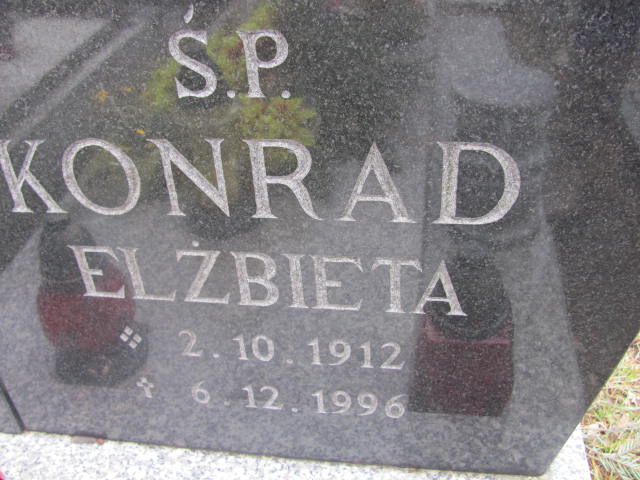 Ś.P.
KONRAD
ELŻBIETA
2.10.1912
✝ 6.12.1996